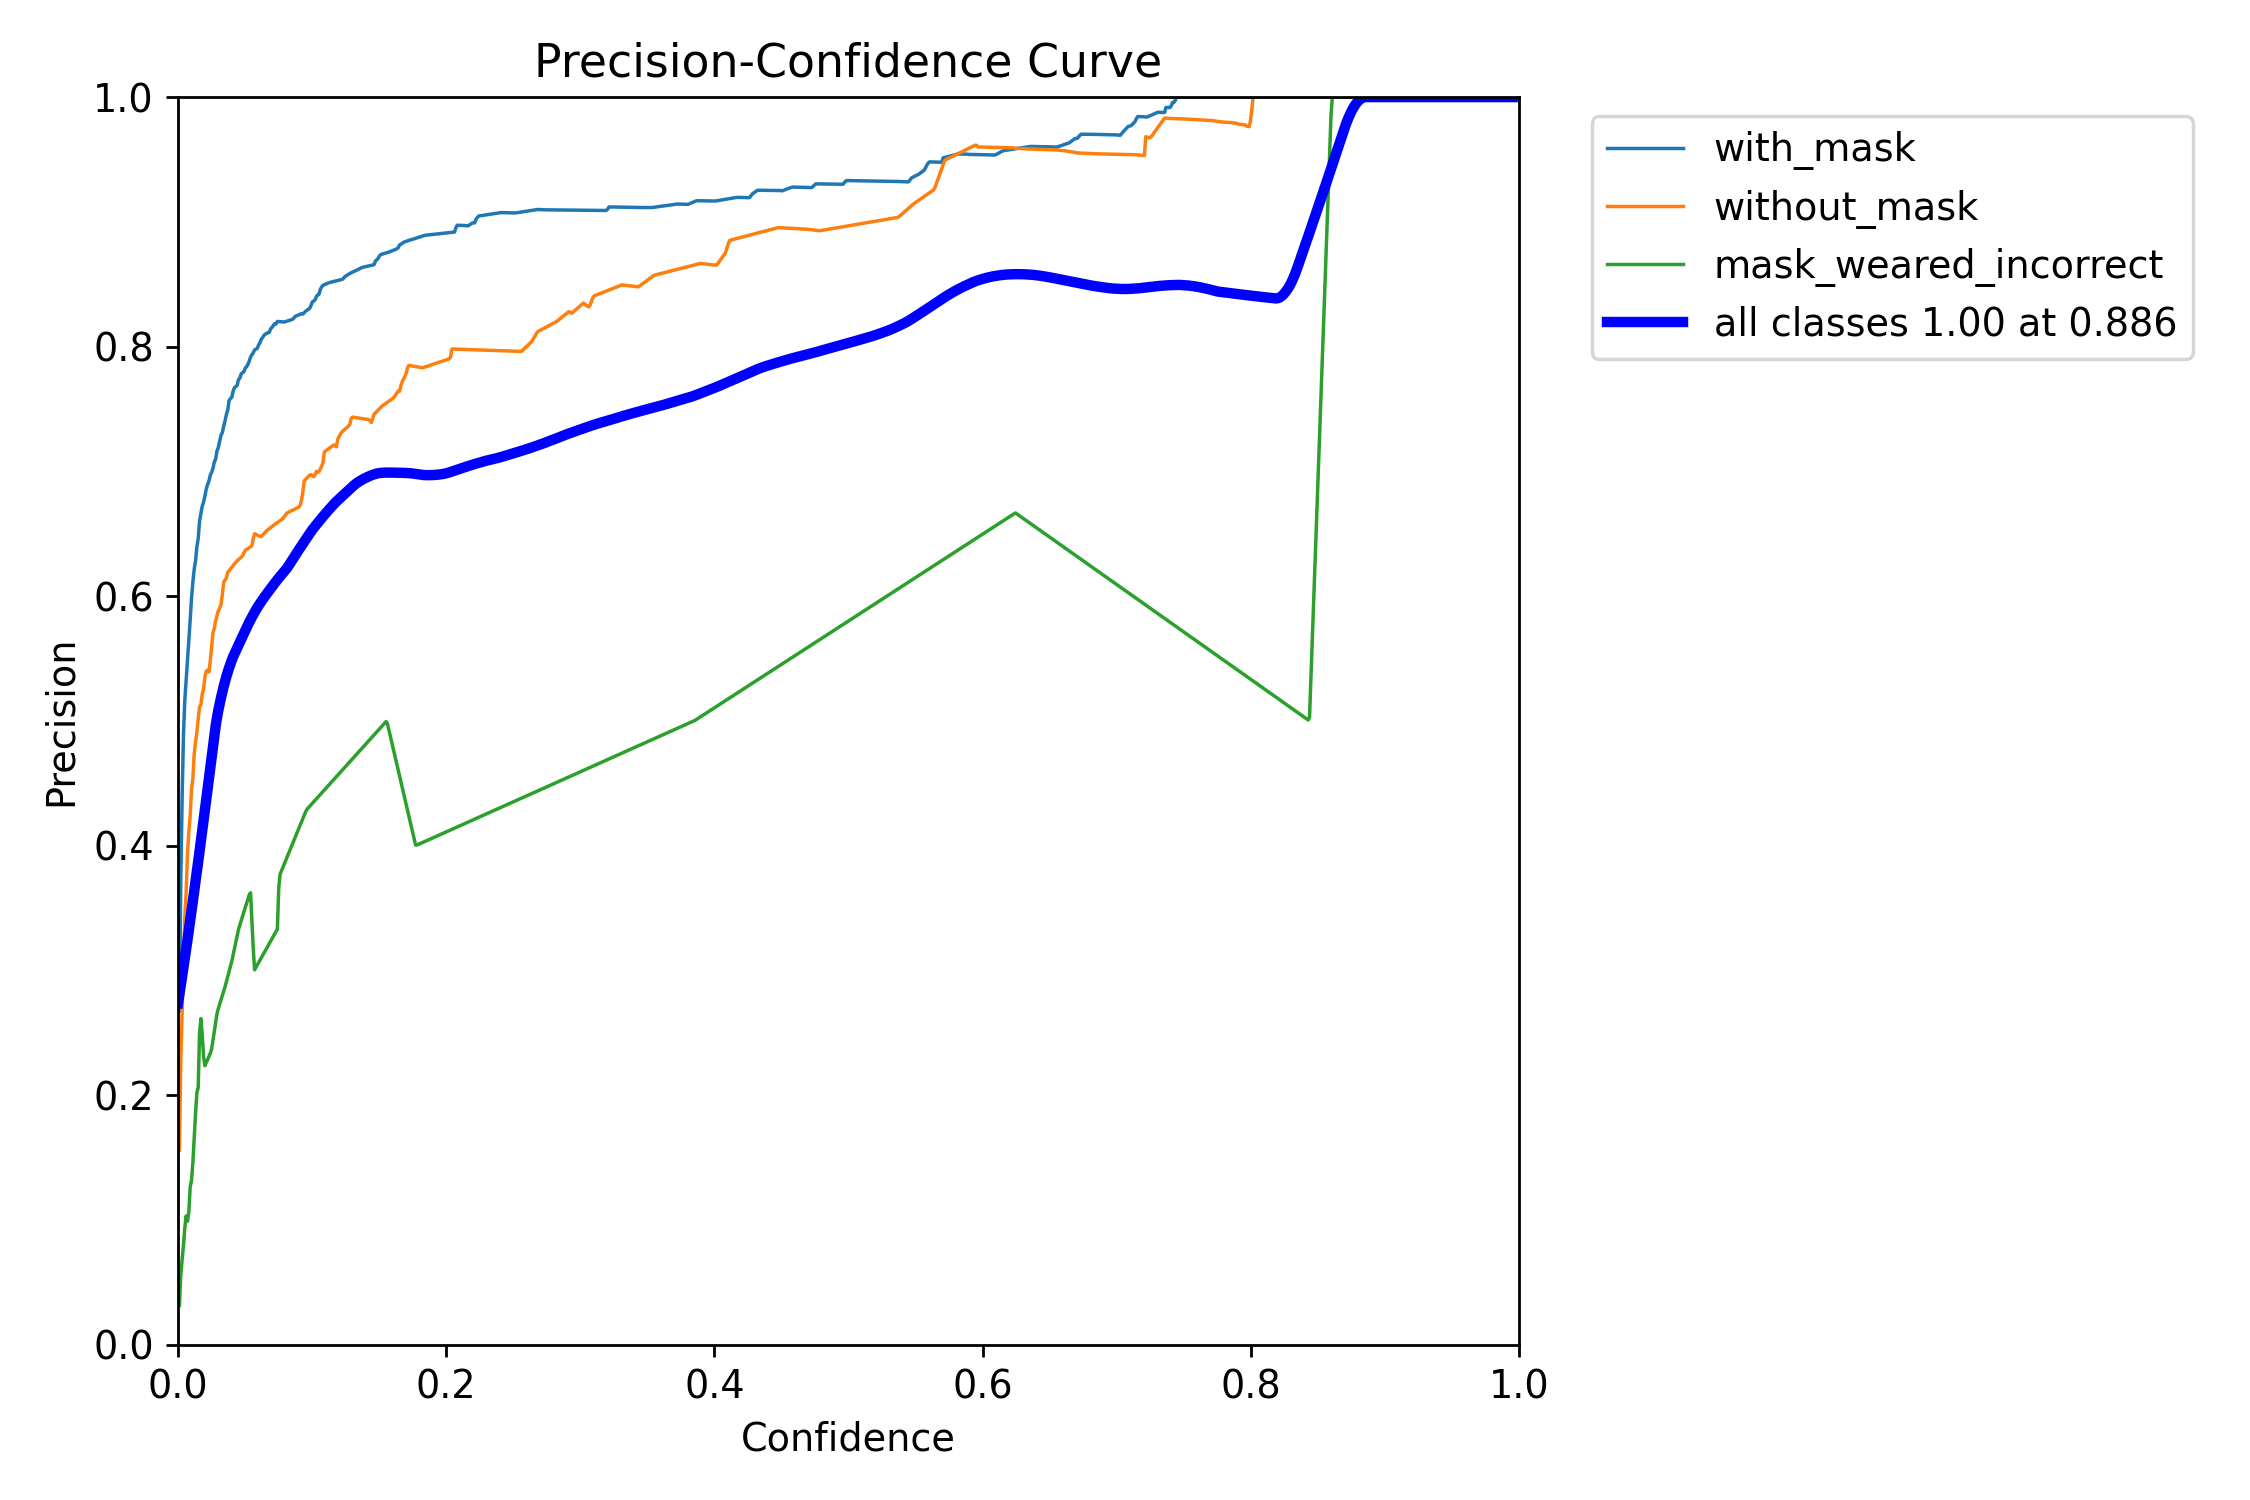 Precision-Confidence Curve
1.0
0.8
0.6
0.4
0.2
0.0
Precision
0.0 0.2 0.4 0.6 0.8 1.0
Confidence
with_mask
without_mask
mask_weared_incorrect
all classes 1.00 at 0.886